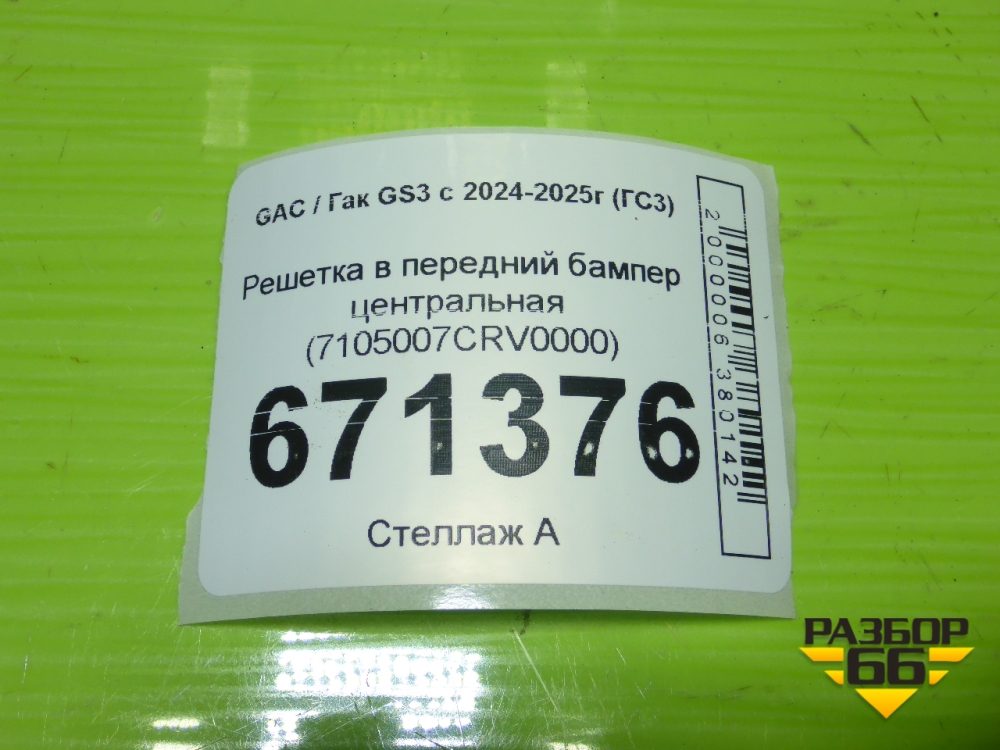 GAC / Гак GS3 с 2024-2025г (ГС3)
Решетка в передний бампер
центральная
(7105007CRV0000)
671376
Стеллаж А
2000006380142
РАЗБОР
66